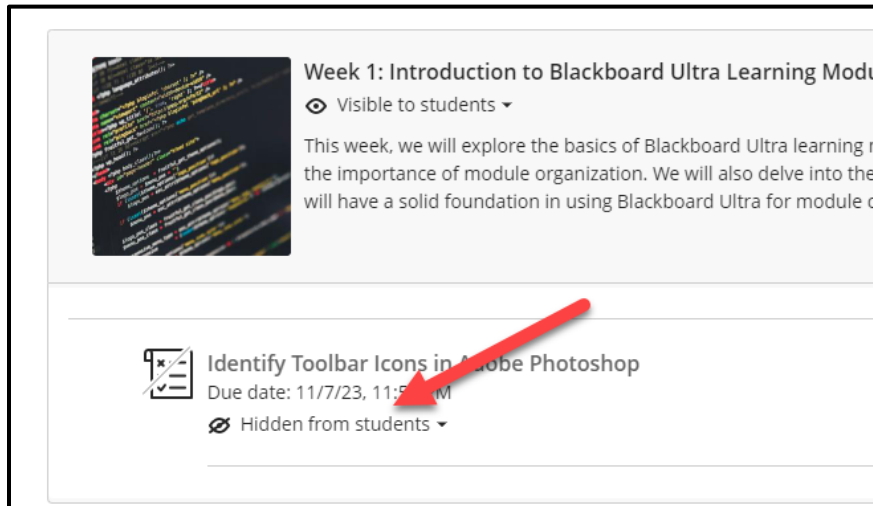 Week 1: Introduction to Blackboard Ultra Learning
Visible to students
This week, we will explore the basics of Blackboard Ultra learning
the importance of module organization. We will also delve into the
will have a solid foundation in using Blackboard Ultra for module
Identify Toolbar Icons in Photoshop
Due date: 11/7/23,
Hidden from students